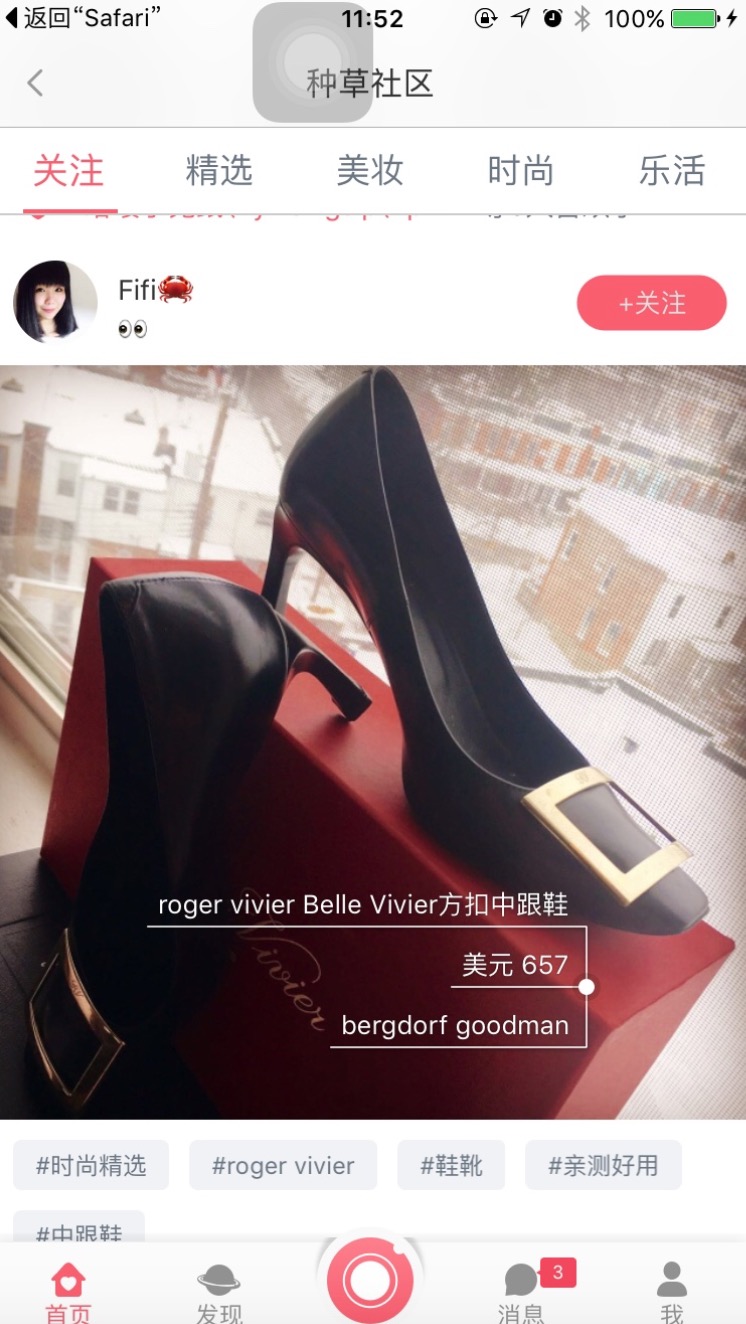 返回“Safari”
11:52
100%
种草社区
关注
精选
美妆
时尚
乐活
Fifi🦀
+关注
👀
roger vivier Belle Vivier方扣中跟鞋
美元 657
Vivier
bergdorf goodman
#时尚精选
#roger vivier
#鞋靴
#亲测好用
#中跟鞋
3
首页
发现
消息
我